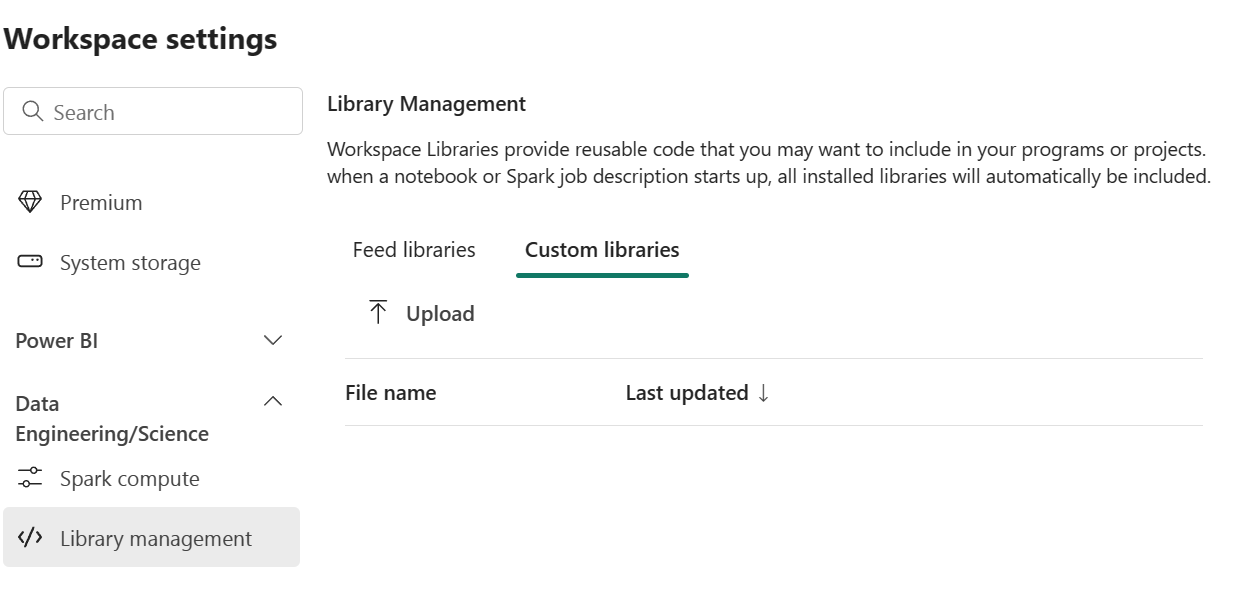 Workspace settings
Search
Premium
System storage
Power BI
Data
Engineering/Science
Spark compute
Library management
Library Management
Workspace Libraries provide reusable code that you may want to include in your programs or projects.
when a notebook or Spark job description starts up, all installed libraries will automatically be included.
Feed libraries
Custom libraries
Upload
File name
Last updated ↓